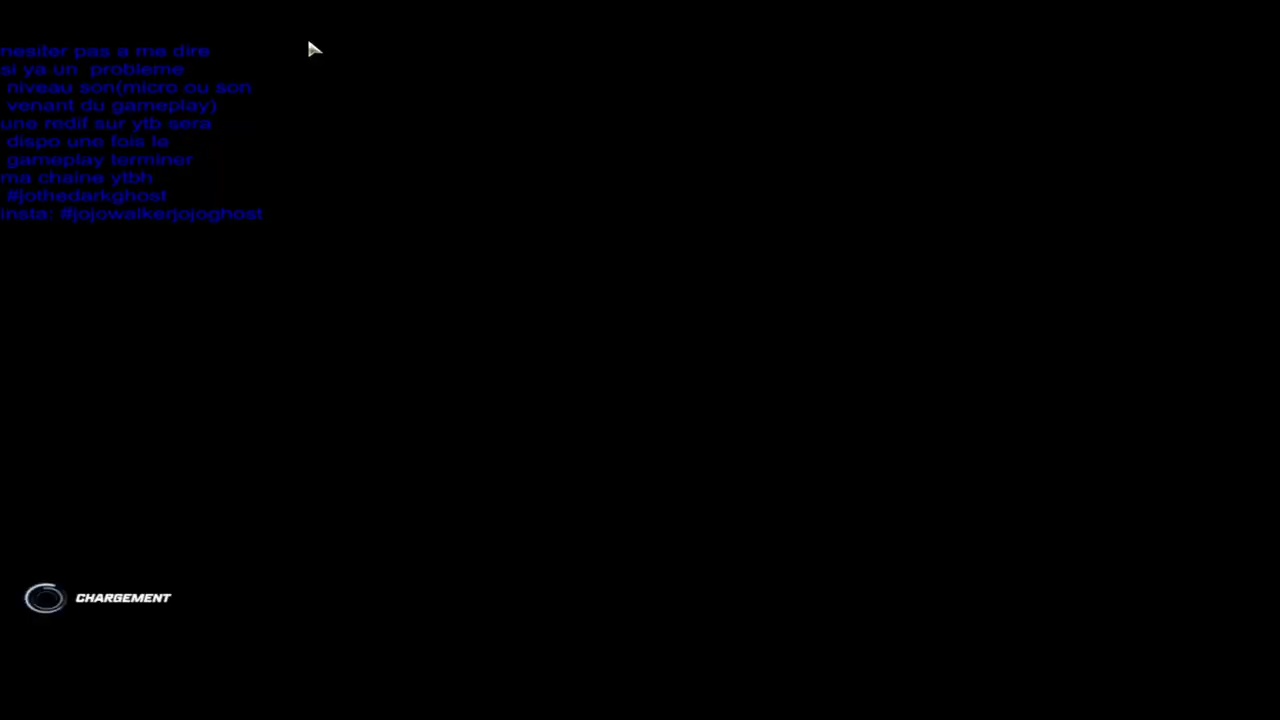 nesiter pas a me dire
si ya un  probleme
niveau son(micro ou son
venant du gameplay)
une redif sur ytb sera
dispo une fois le
gameplay terminer
ma chaine ytbh
#jothedarkghost
insta: #jojowalkerjojoghost
CHARGEMENT